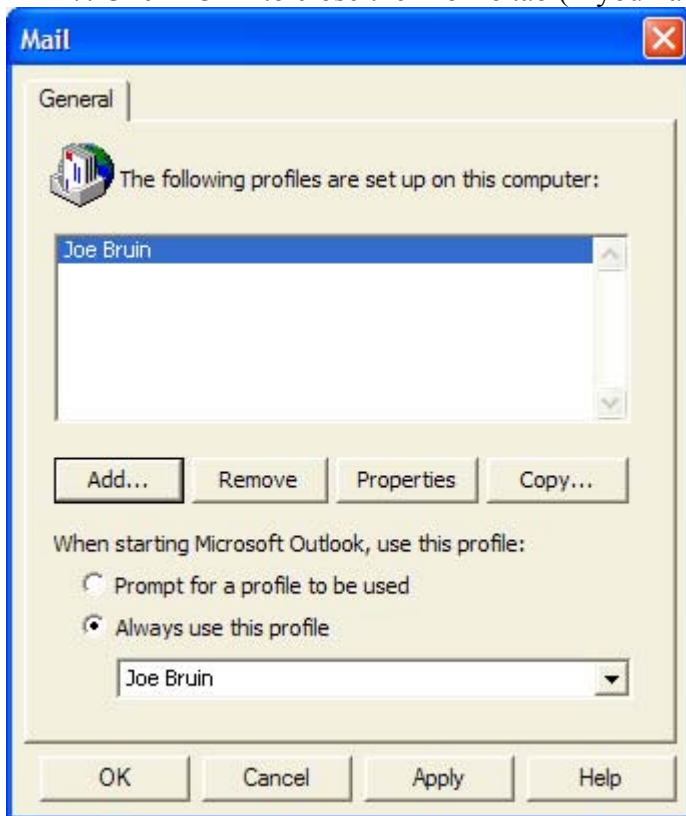 Mail
General
The following profiles are set up on this computer:
Joe Bruin
Add... Remove Properties Copy...
When starting Microsoft Outlook, use this profile:
Prompt for a profile to be used
Always use this profile
Joe Bruin
OK Cancel Apply Help